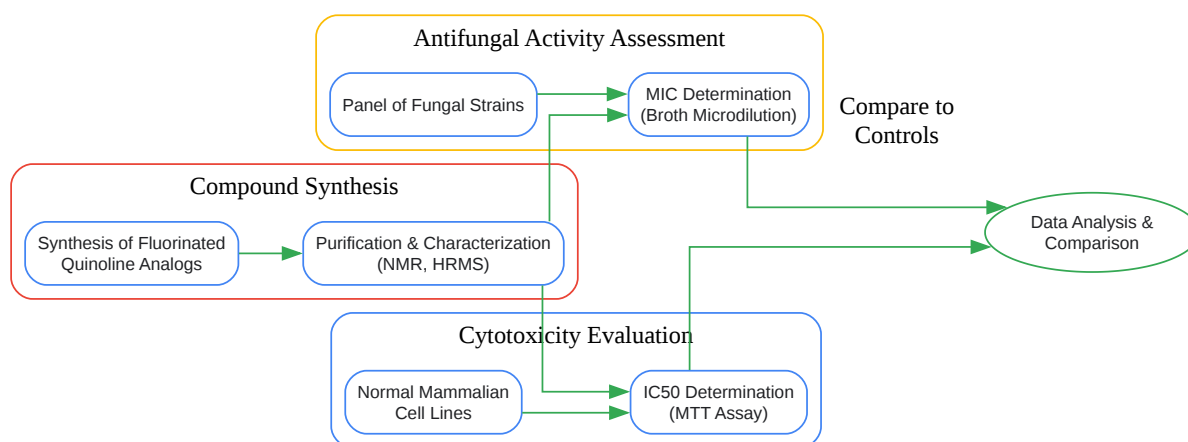 Antifungal Activity Assessment
Panel of Fungal Strains
MIC Determination
(Broth Microdilution)
Compare to
Controls
Compound Synthesis
Synthesis of Fluorinated
Quinoline Analogs
Purification & Characterization
(NMR, HRMS)
Data Analysis &
Comparison
Cytotoxicity Evaluation
Normal Mammalian
Cell Lines
IC50 Determination
(MTT Assay)